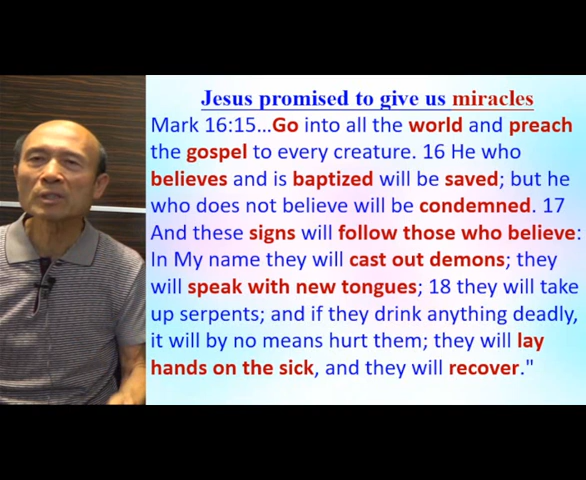 Jesus promised to give us miracles
Mark 16:15...Go into all the world and preach
the gospel to every creature. 16 He who
believes and is baptized will be saved; but he
who does not believe will be condemned. 17
And these signs will follow those who believe:
In My name they will cast out demons; they
will speak with new tongues; 18 they will take
up serpents; and if they drink anything deadly,
it will by no means hurt them; they will lay
hands on the sick, and they will recover."